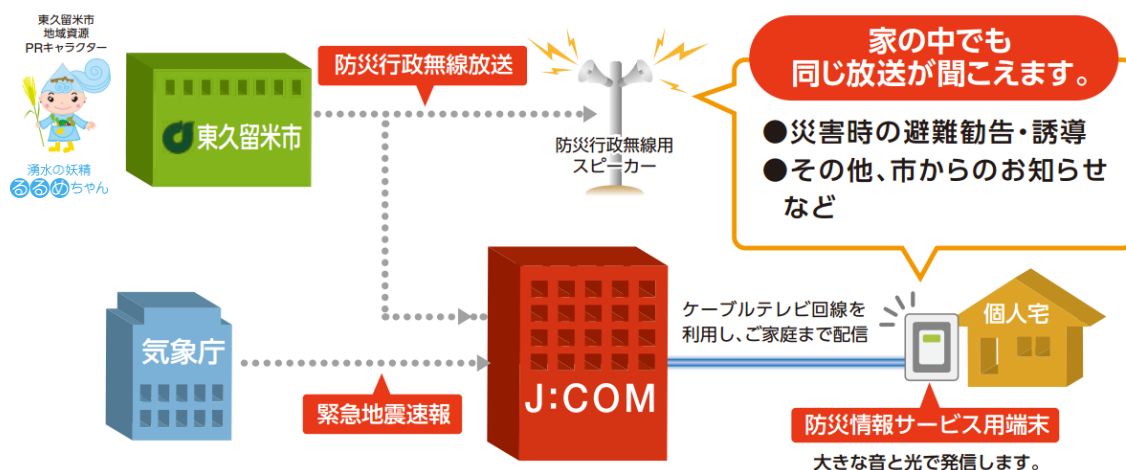 東久留米市
地域資源
PRキャラクター
湧水の妖精
るるめちゃん
東久留米市
防災行政無線放送
防災行政無線用
スピーカー
家の中でも
同じ放送が聞こえます。
●災害時の避難勧告・誘導
●その他、市からのお知らせ
など
気象庁
緊急地震速報
J:COM
ケーブルテレビ回線を
利用し、ご家庭まで配信
個人宅
防災情報サービス用端末
大きな音と光で発信します。